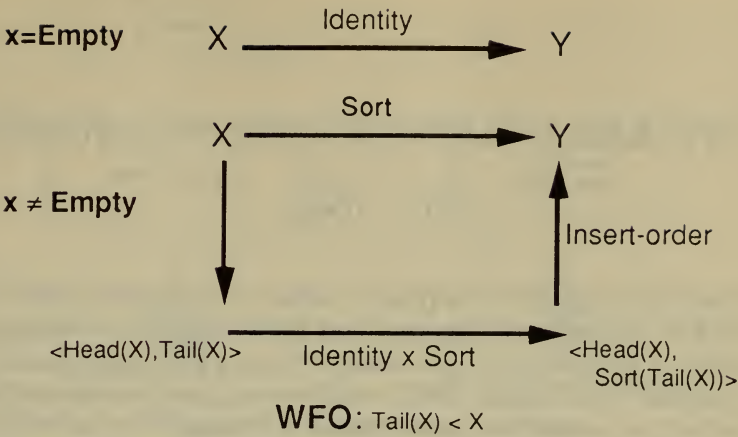 x=Empty X Identity Y
Sort
X Y
x ≠ Empty
Insert-order
<Head(X),Tail(X)> Identity x Sort <Head(X),
Sort(Tail(X))>
WFO: Tail(X) < X